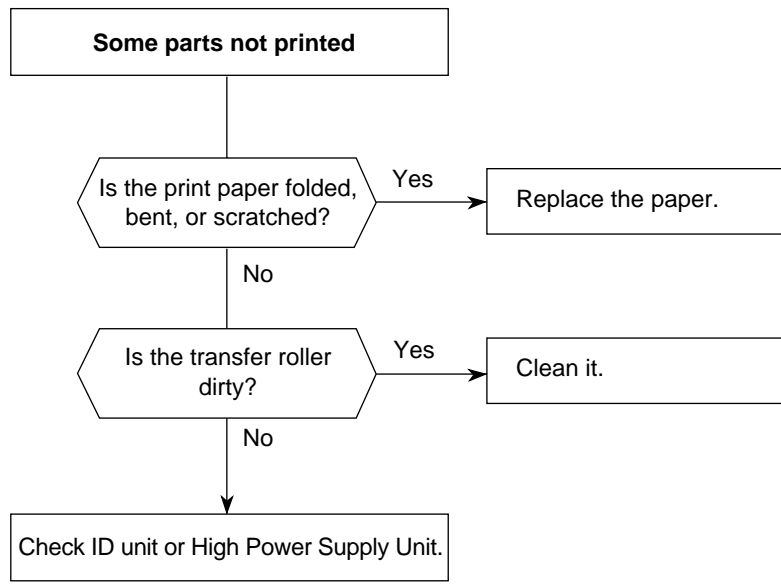 Some parts not printed
Is the print paper folded,
bent, or scratched?
Yes
Replace the paper.
No
Is the transfer roller
dirty?
Yes
Clean it.
No
Check ID unit or High Power Supply Unit.